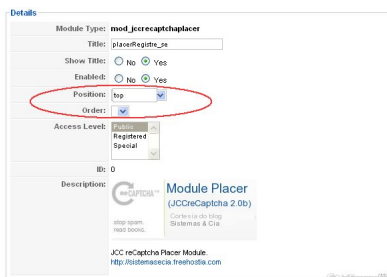 Details
Module Type: mod_jccrecaptchaplacer
Title: placerRegistre_se
Show Title: No Yes
Enabled: No Yes
Position: top
Order:
Access Level: Public
Registered
Special
ID: 0
Description:
reCAPTCHA™
stop spam.
read books.
Module Placer
(JCCreCaptcha 2.0b)
Cortesia do blog
Sistemas & Cia
JCC reCaptcha Placer Module.
http://sistemasecia.freehostia.com